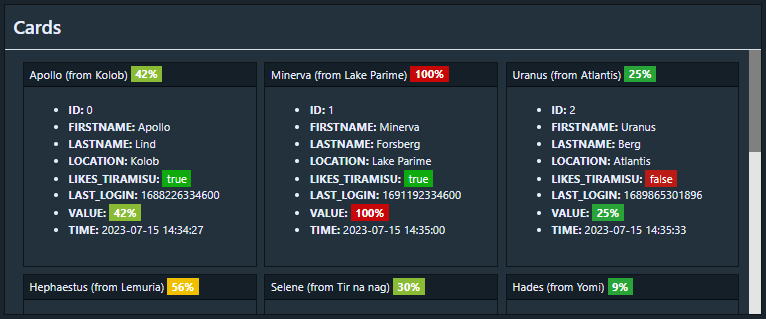 Cards
Apollo (from Kolob) 42%
ID: 0
FIRSTNAME: Apollo
LASTNAME: Lind
LOCATION: Kolob
LIKES_TIRAMISU: true
LAST_LOGIN: 1688226334600
VALUE: 42%
TIME: 2023-07-15 14:34:27
Minerva (from Lake Parime) 100%
ID: 1
FIRSTNAME: Minerva
LASTNAME: Forsberg
LOCATION: Lake Parime
LIKES_TIRAMISU: true
LAST_LOGIN: 1691192334600
VALUE: 100%
TIME: 2023-07-15 14:35:00
Uranus (from Atlantis) 25%
ID: 2
FIRSTNAME: Uranus
LASTNAME: Berg
LOCATION: Atlantis
LIKES_TIRAMISU: false
LAST_LOGIN: 1689865301896
VALUE: 25%
TIME: 2023-07-15 14:35:33
Hephaestus (from Lemuria) 56%
Selene (from Tir na nag) 30%
Hades (from Yomi) 9%